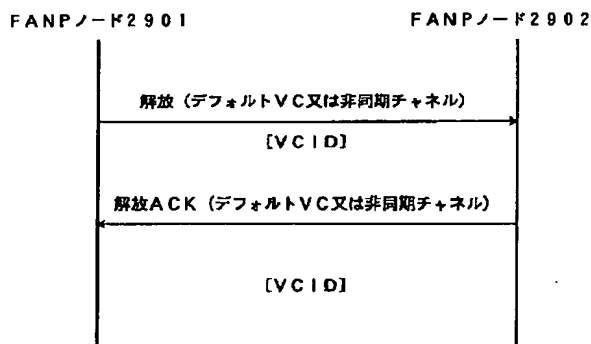 FANPノード2901
FANPノード2902
解放（デフォルトVC又は非同期チャネル）
[VCID]
解放ACK（デフォルトVC又は非同期チャネル）
[VCID]